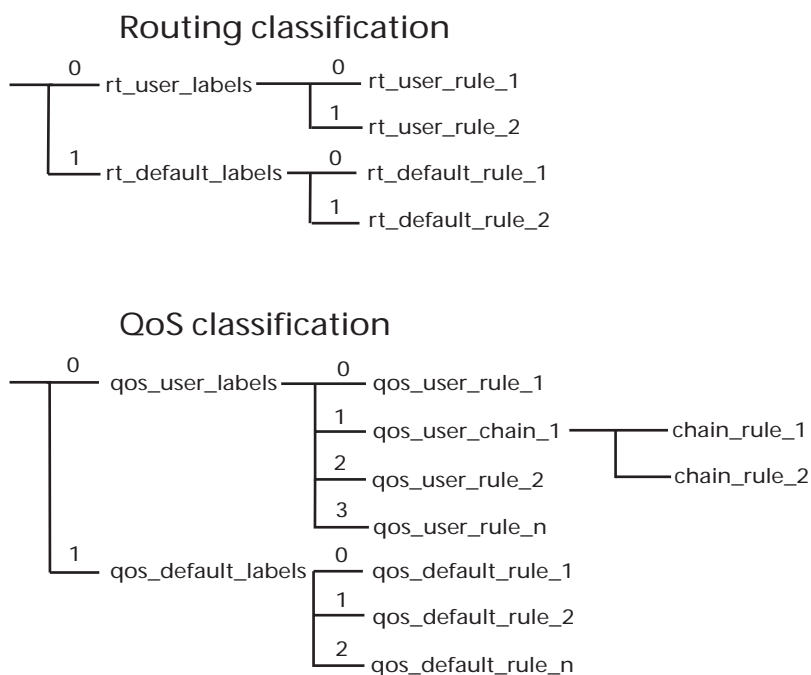 Routing classification
0 rt_user_labels 0 rt_user_rule_1
1 rt_user_rule_2
1 rt_default_labels 0 rt_default_rule_1
1 rt_default_rule_2
QoS classification
0 qos_user_labels 0 qos_user_rule_1
1 qos_user_chain_1 chain_rule_1
chain_rule_2
2 qos_user_rule_2
3 qos_user_rule_n
1 qos_default_labels 0 qos_default_rule_1
1 qos_default_rule_2
2 qos_default_rule_n